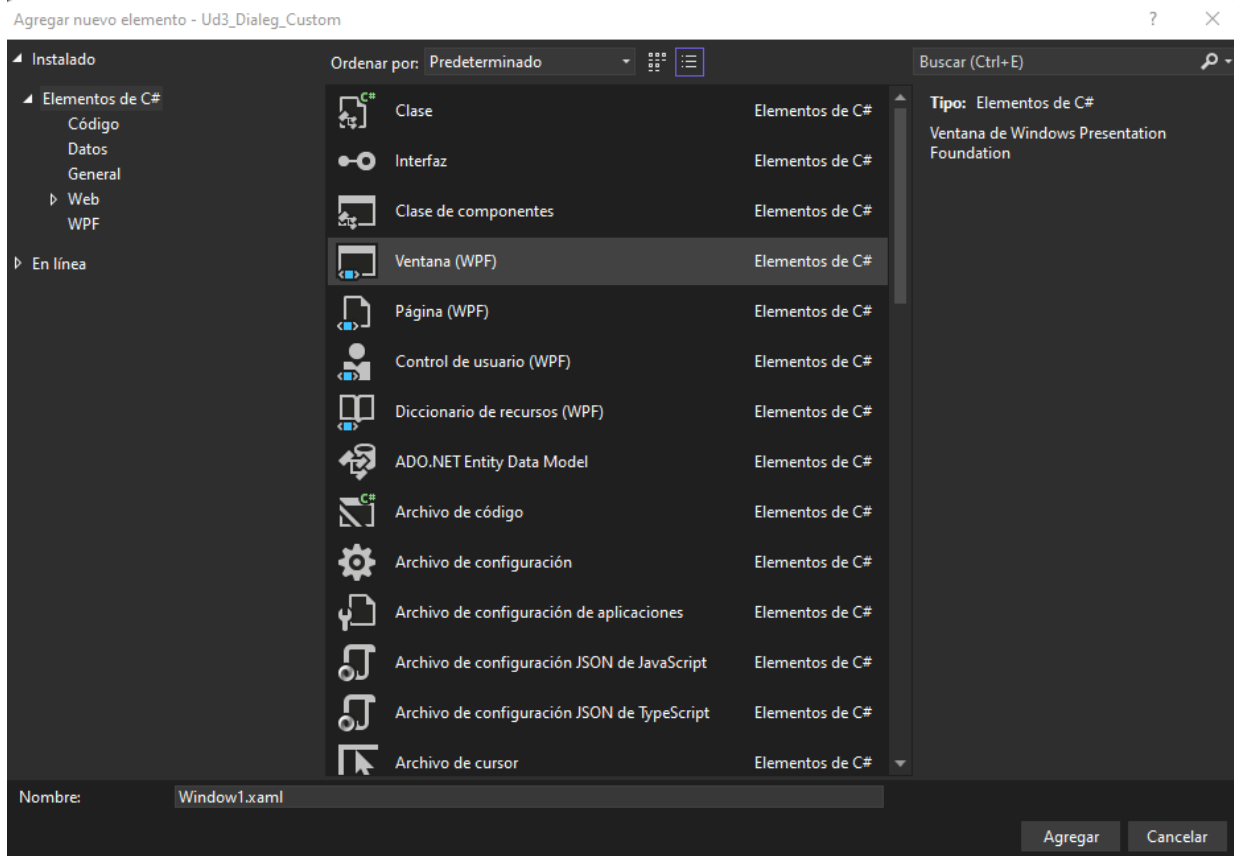 Agregar nuevo elemento - Ud3_Dialeg_Custom
?
Instalado
Elementos de C#
Código
Datos
General
Web
WPF
En línea
Ordenar por: Predeterminado
C# Clase Elementos de C#
Interfaz Elementos de C#
Clase de componentes Elementos de C#
Ventana (WPF) Elementos de C#
Página (WPF) Elementos de C#
Control de usuario (WPF) Elementos de C#
Diccionario de recursos (WPF) Elementos de C#
ADO.NET Entity Data Model Elementos de C#
C# Archivo de código Elementos de C#
Archivo de configuración Elementos de C#
Archivo de configuración de aplicaciones Elementos de C#
Archivo de configuración JSON de JavaScript Elementos de C#
Archivo de configuración JSON de TypeScript Elementos de C#
Archivo de cursor Elementos de C#
Buscar (Ctrl+E)
Tipo: Elementos de C#
Ventana de Windows Presentation
Foundation
Nombre: Window1.xaml
Agregar Cancelar